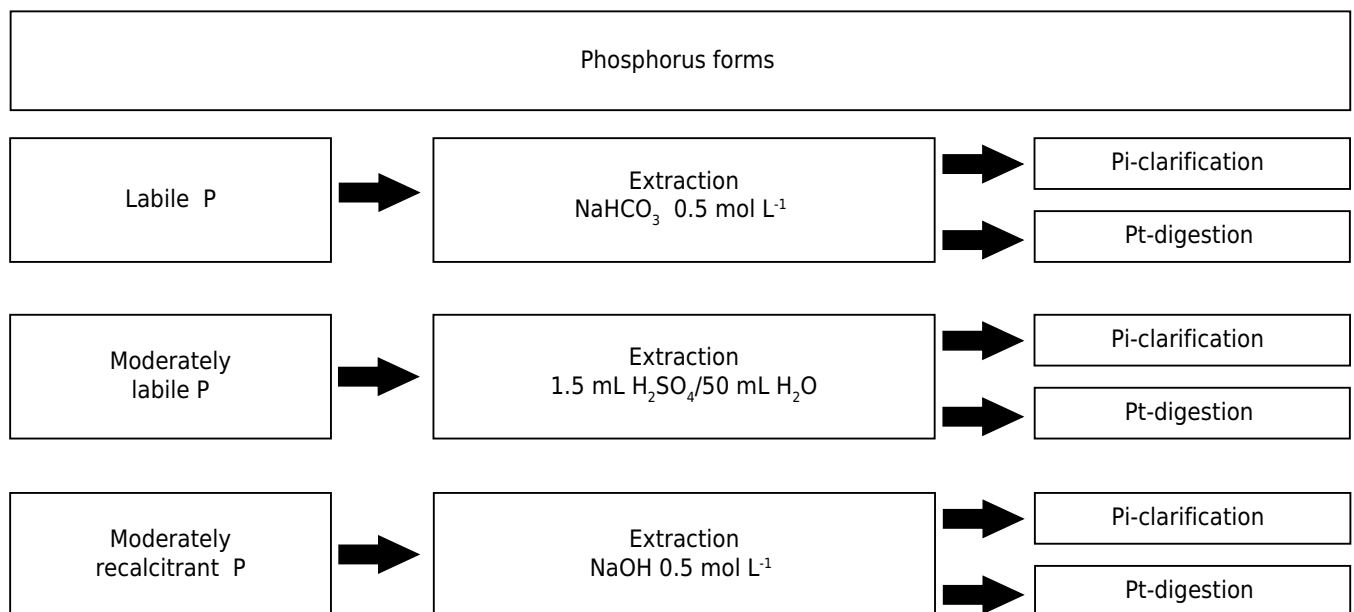 Phosphorus forms
Labile P
Extraction
NaHCO₃ 0.5 mol L⁻¹
Pi-clarification
Pt-digestion
Moderately
labile P
Extraction
1.5 mL H₂SO₄/50 mL H₂O
Pi-clarification
Pt-digestion
Moderately
recalcitrant P
Extraction
NaOH 0.5 mol L⁻¹
Pi-clarification
Pt-digestion